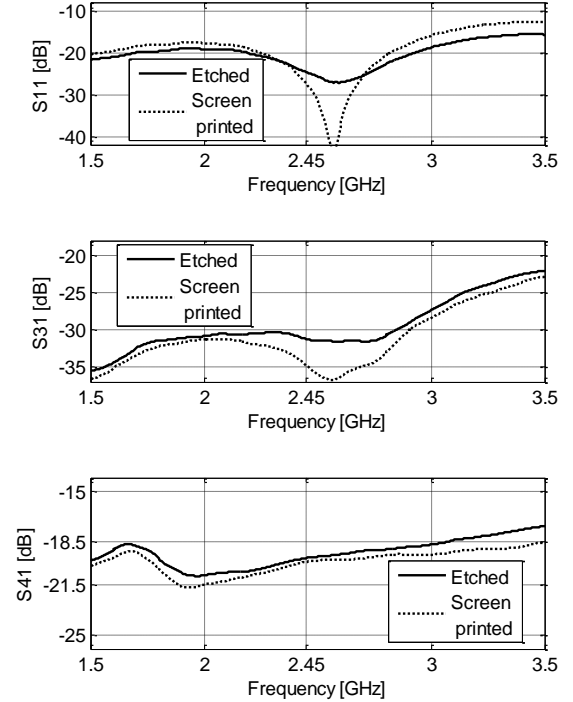 -10
-20
-30
-40
S11 [dB]
Etched
Screen
printed
1.5 2 2.45 3 3.5
Frequency [GHz]
-20
-25
-30
-35
S31 [dB]
Etched
Screen
printed
1.5 2 2.45 3 3.5
Frequency [GHz]
-15
-18.5
-21.5
-25
S41 [dB]
Etched
Screen
printed
1.5 2 2.45 3 3.5
Frequency [GHz]